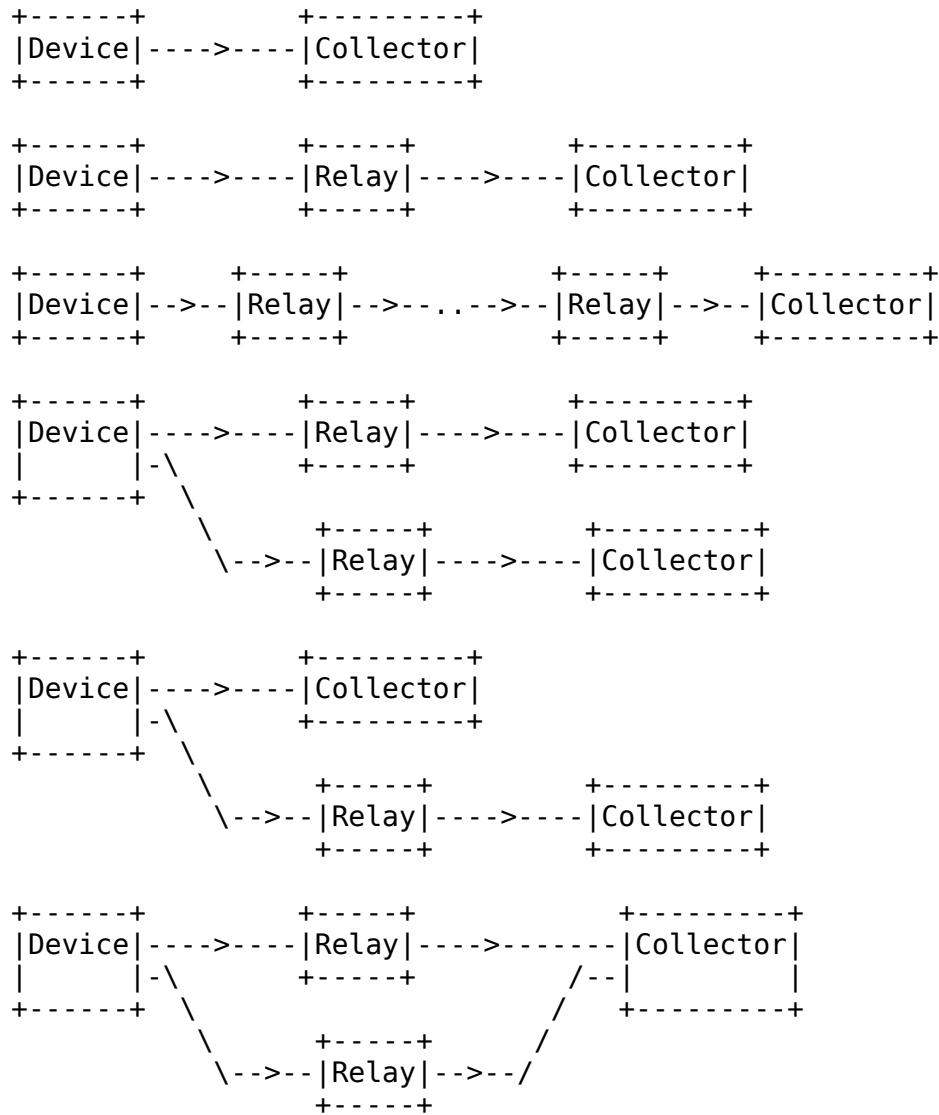 +------+         +---------+
|Device|---->----|Collector|
+------+         +---------+

+------+         +-----+         +---------+
|Device|---->----|Relay|---->----|Collector|
+------+         +-----+         +---------+

+------+     +-----+            +-----+     +---------+
|Device|-->--|Relay|-->--..-->--|Relay|-->--|Collector|
+------+     +-----+            +-----+     +---------+

+------+         +-----+         +---------+
|Device|---->----|Relay|---->----|Collector|
|      |-\       +-----+         +---------+
+------+  \
           \      +-----+         +---------+
            \-->--|Relay|---->----|Collector|
                  +-----+         +---------+

+------+         +---------+
|Device|---->----|Collector|
|      |-\       +---------+
+------+  \
           \      +-----+         +---------+
            \-->--|Relay|---->----|Collector|
                  +-----+         +---------+

+------+         +-----+            +---------+
|Device|---->----|Relay|---->-------|Collector|
|      |-\       +-----+         /--|         |
+------+  \                     /   +---------+
           \      +-----+      /
            \-->--|Relay|-->--/
                  +-----+